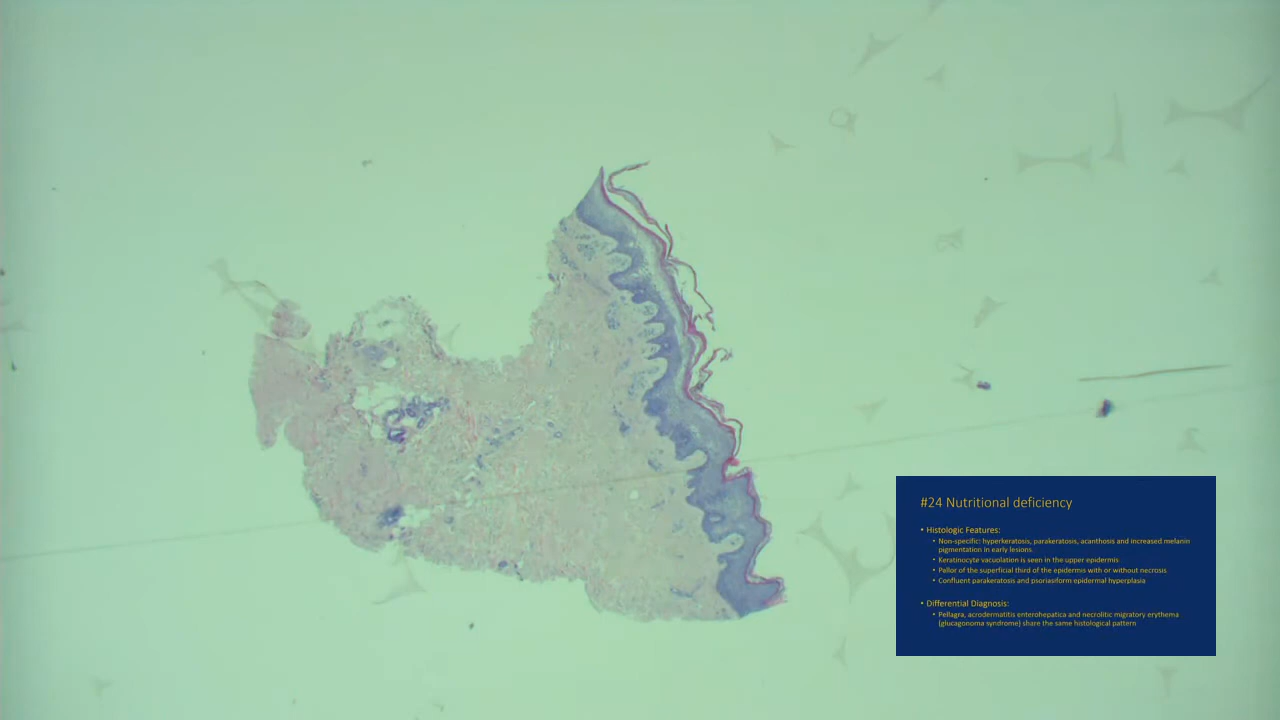 #24 Nutritional deficiency
• Histologic Features:
• Non-specific: hyperkeratosis, parakeratosis, acanthosis and increased melanin
pigmentation in early lesions.
• Keratinocyte vacuolation is seen in the upper epidermis
• Pallor of the superficial third of the epidermis with or without necrosis
• Confluent parakeratosis and psoriasiform epidermal hyperplasia
• Differential Diagnosis:
• Pellagra, acrodermatitis enterohepatica and necrolitic migratory erythema
(glucagonoma syndrome) share the same histological pattern